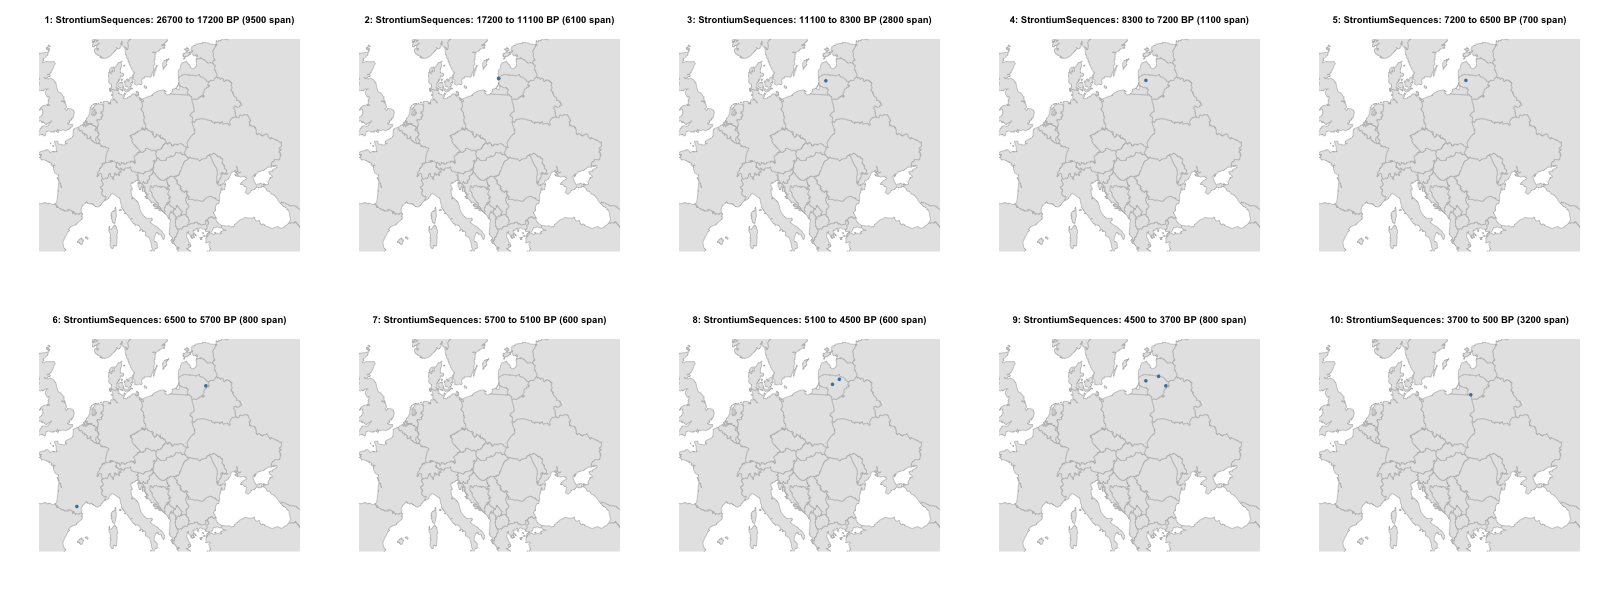 1: StrontiumSequences: 26700 to 17200 BP (9500 span)
2: StrontiumSequences: 17200 to 11100 BP (6100 span)
3: StrontiumSequences: 11100 to 8300 BP (2800 span)
4: StrontiumSequences: 8300 to 7200 BP (1100 span)
5: StrontiumSequences: 7200 to 6500 BP (700 span)
6: StrontiumSequences: 6500 to 5700 BP (800 span)
7: StrontiumSequences: 5700 to 5100 BP (600 span)
8: StrontiumSequences: 5100 to 4500 BP (600 span)
9: StrontiumSequences: 4500 to 3700 BP (800 span)
10: StrontiumSequences: 3700 to 500 BP (3200 span)